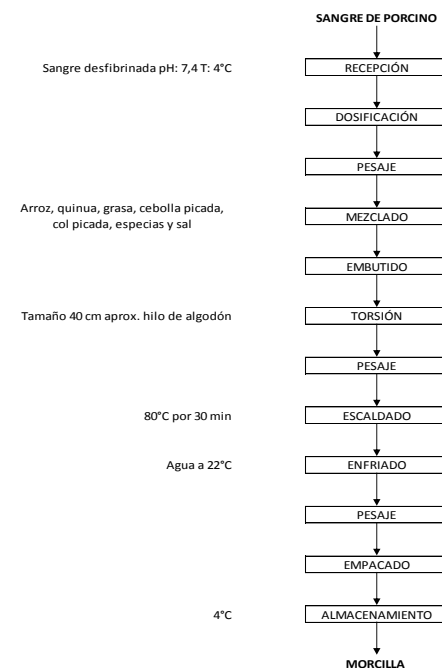 SANGRE DE PORCINO
Sangre desfibrinada pH: 7,4 T: 4°C
RECEPCIÓN
DOSIFICACIÓN
PESAJE
Arroz, quinua, grasa, cebolla picada,
col picada, especias y sal
MEZCLADO
EMBUTIDO
Tamaño 40 cm aprox. hilo de algodón
TORSIÓN
PESAJE
80°C por 30 min
ESCALDADO
Agua a 22°C
ENFRIADO
PESAJE
EMPACADO
4°C
ALMACENAMIENTO
MORCILLA